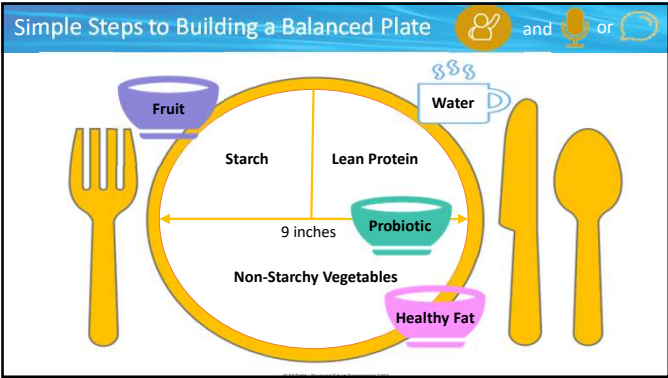 Simple Steps to Building a Balanced Plate and or
Fruit
Water
Starch
Lean Protein
Probiotic
9 inches
Non-Starchy Vegetables
Healthy Fat